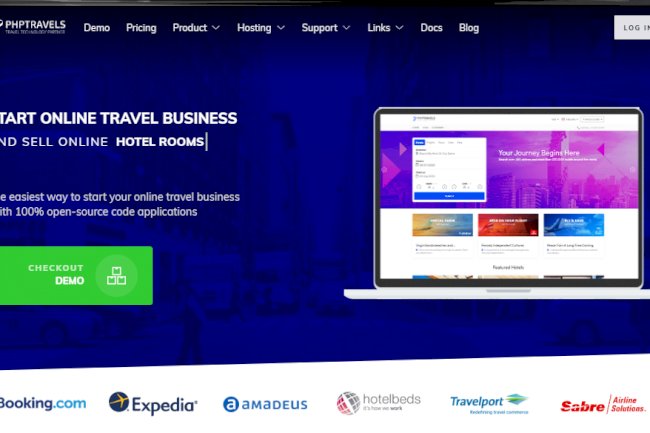 PHPTRAVELS
TRAVEL TECHNOLOGY PARTNER
Demo Pricing Product Hosting Support Links Docs Blog
LOG IN
TART ONLINE TRAVEL BUSINESS
ND SELL ONLINE HOTEL ROOMS
e easiest way to start your online travel business
ith 100% open-source code applications
CHECKOUT
DEMO
PHPTRAVELS
Your Journey Begins Here
Featured Hotels
Booking.com
Expedia
amadeus
hotelbeds
it's how we work
Travelport
Redefining travel commerce
Sabre Airline
Solutions.